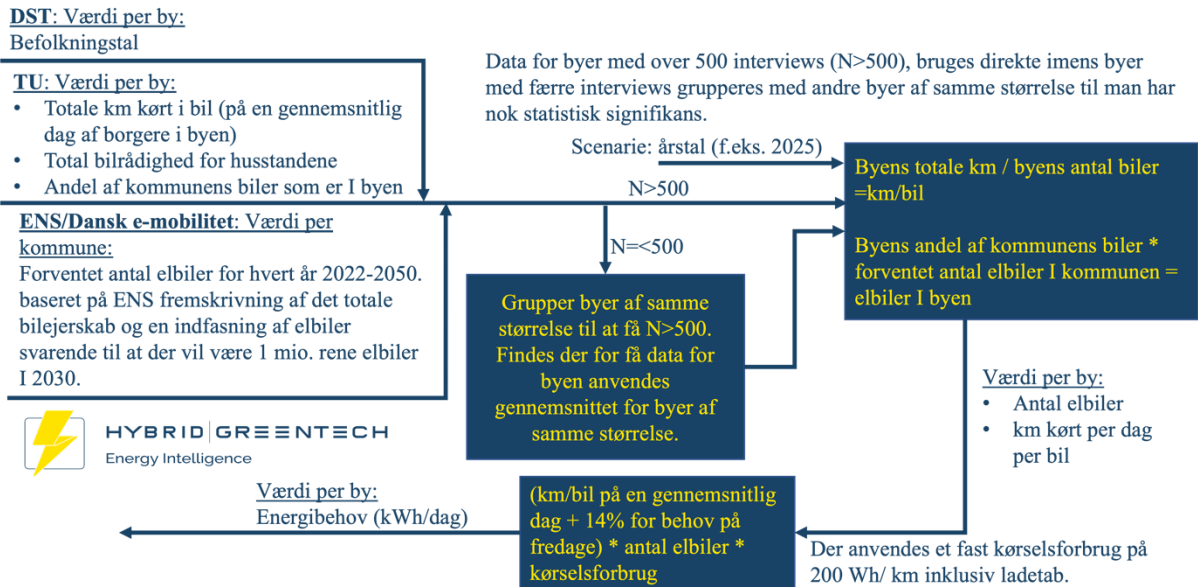 DST: Værdi per by:
Befolkningstal
TU: Værdi per by:
• Totale km kørt i bil (på en gennemsnitlig
dag af borgere i byen)
• Total bilrådighed for husstandene
• Andel af kommunens biler som er I byen
ENS/Dansk e-mobilitet: Værdi per
kommune:
Forventet antal elbiler for hvert år 2022-2050.
baseret på ENS fremskrivning af det totale
bilejerskab og en indfasning af elbiler
svarende til at der vil være 1 mio. rene elbiler
I 2030.
Data for byer med over 500 interviews (N>500), bruges direkte imens byer
med færre interviews grupperes med andre byer af samme størrelse til man har
nok statistisk signifikans.
Scenarie: årstal (f.eks. 2025)
N>500
N=<500
Grupper byer af samme
størrelse til at få N>500.
Findes der for få data for
byen anvendes
gennemsnittet for byer af
samme størrelse.
Byens totale km / byens antal biler
=km/bil
Byens andel af kommunens biler *
forventet antal elbiler I kommunen =
elbiler I byen
Værdi per by:
• Antal elbiler
• km kørt per dag
per bil
Der anvendes et fast kørselsforbrug på
200 Wh/ km inklusiv ladetab.
(km/bil på en gennemsnitlig
dag + 14% for behov på
fredage) * antal elbiler *
kørselsforbrug
Værdi per by:
Energibehov (kWh/dag)
HYBRID|GREENTECH
Energy Intelligence